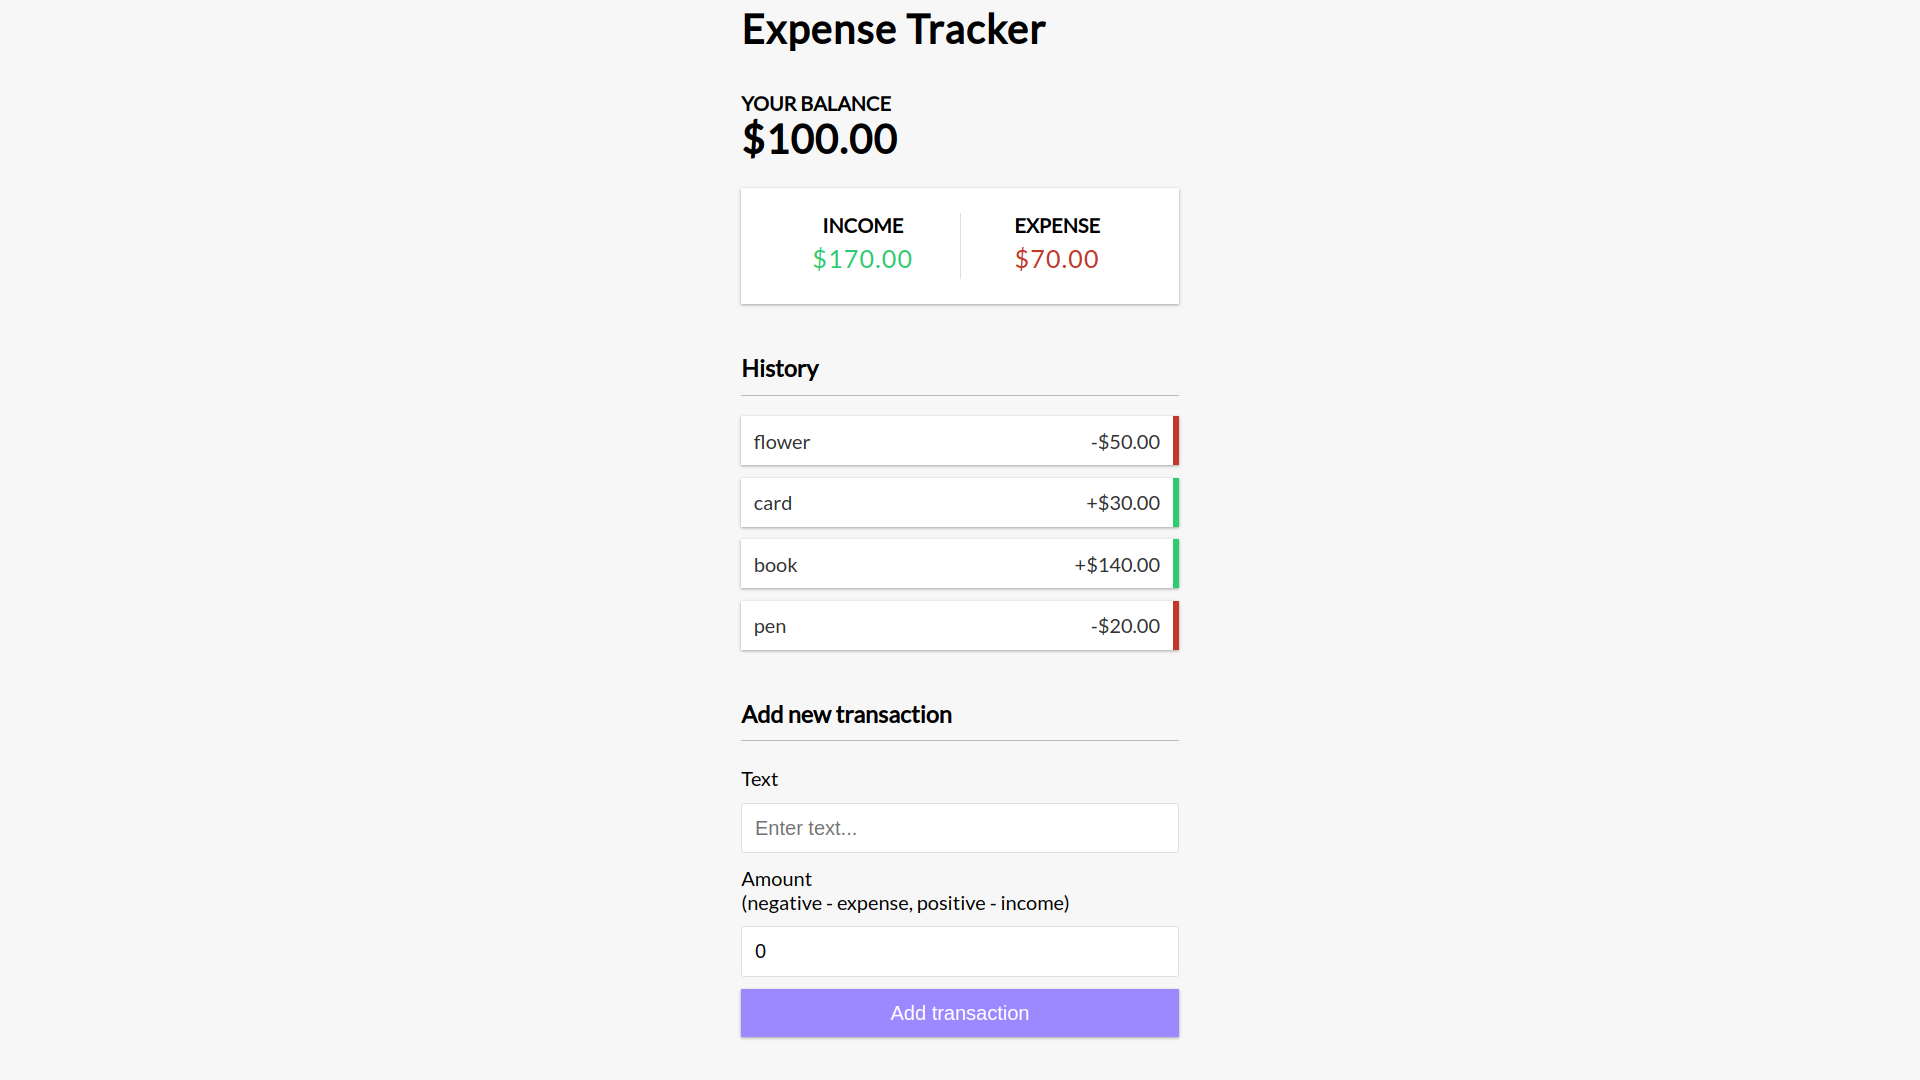 Expense Tracker
YOUR BALANCE
$100.00
INCOME
$170.00
EXPENSE
$70.00
History
flower -$50.00
card +$30.00
book +$140.00
pen -$20.00
Add new transaction
Text
Enter text...
Amount
(negative - expense, positive - income)
0
Add transaction